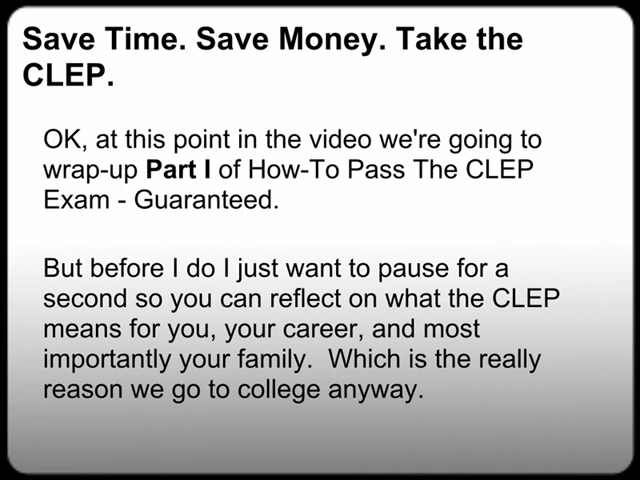 Save Time. Save Money. Take the
CLEP.
OK, at this point in the video we're going to
wrap-up Part I of How-To Pass The CLEP
Exam - Guaranteed.
But before I do I just want to pause for a
second so you can reflect on what the CLEP
means for you, your career, and most
importantly your family.  Which is the really
reason we go to college anyway.